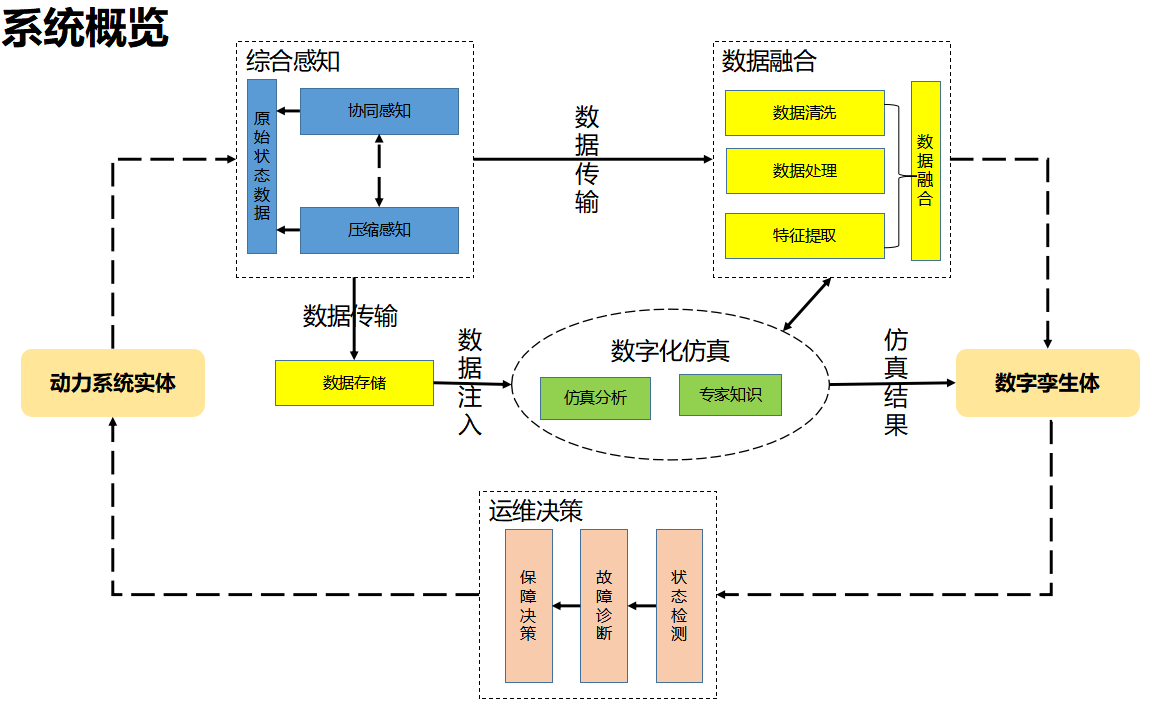 系统概览
综合感知
原始状态数据
协同感知
压缩感知
数据传输
数据融合
数据清洗
数据处理
特征提取
数据融合
数据传输
数据存储
数据注入
数字化仿真
仿真分析
专家知识
仿真结果
动力系统实体
数字孪生体
运维决策
保障决策
故障诊断
状态检测